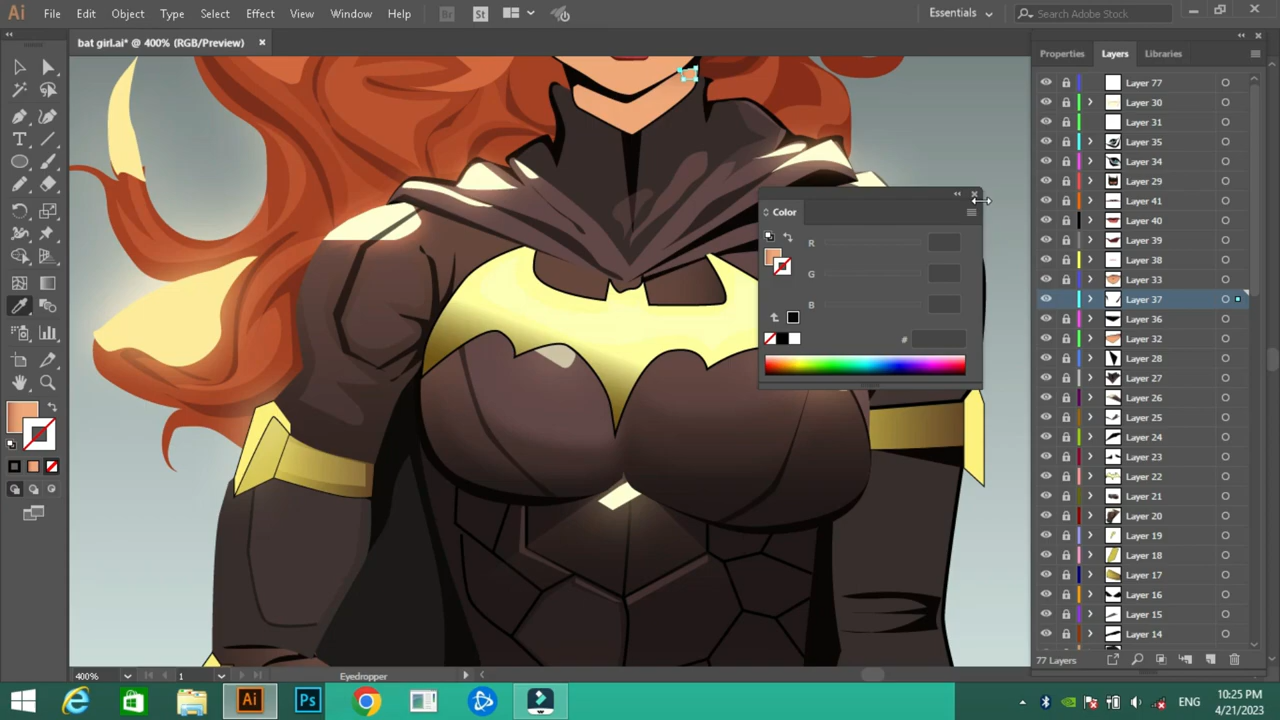 Ai File Edit Object Type Select Effect View Window Help Br St Essentials Search Adobe Stock
bat girl.ai* @ 400% (RGB/Preview)
Properties Layers Libraries
Layer 77
Layer 30
Layer 31
Layer 35
Layer 34
Layer 29
Layer 41
Layer 40
Layer 39
Layer 38
Layer 33
Layer 37
Layer 36
Layer 32
Layer 28
Layer 27
Layer 26
Layer 25
Layer 24
Layer 23
Layer 22
Layer 21
Layer 20
Layer 19
Layer 18
Layer 17
Layer 16
Layer 15
Layer 14
77 Layers
Color
R
G
B
#
400% 1 Eyedropper
Ai Ps ENG
10:25 PM
4/21/2023